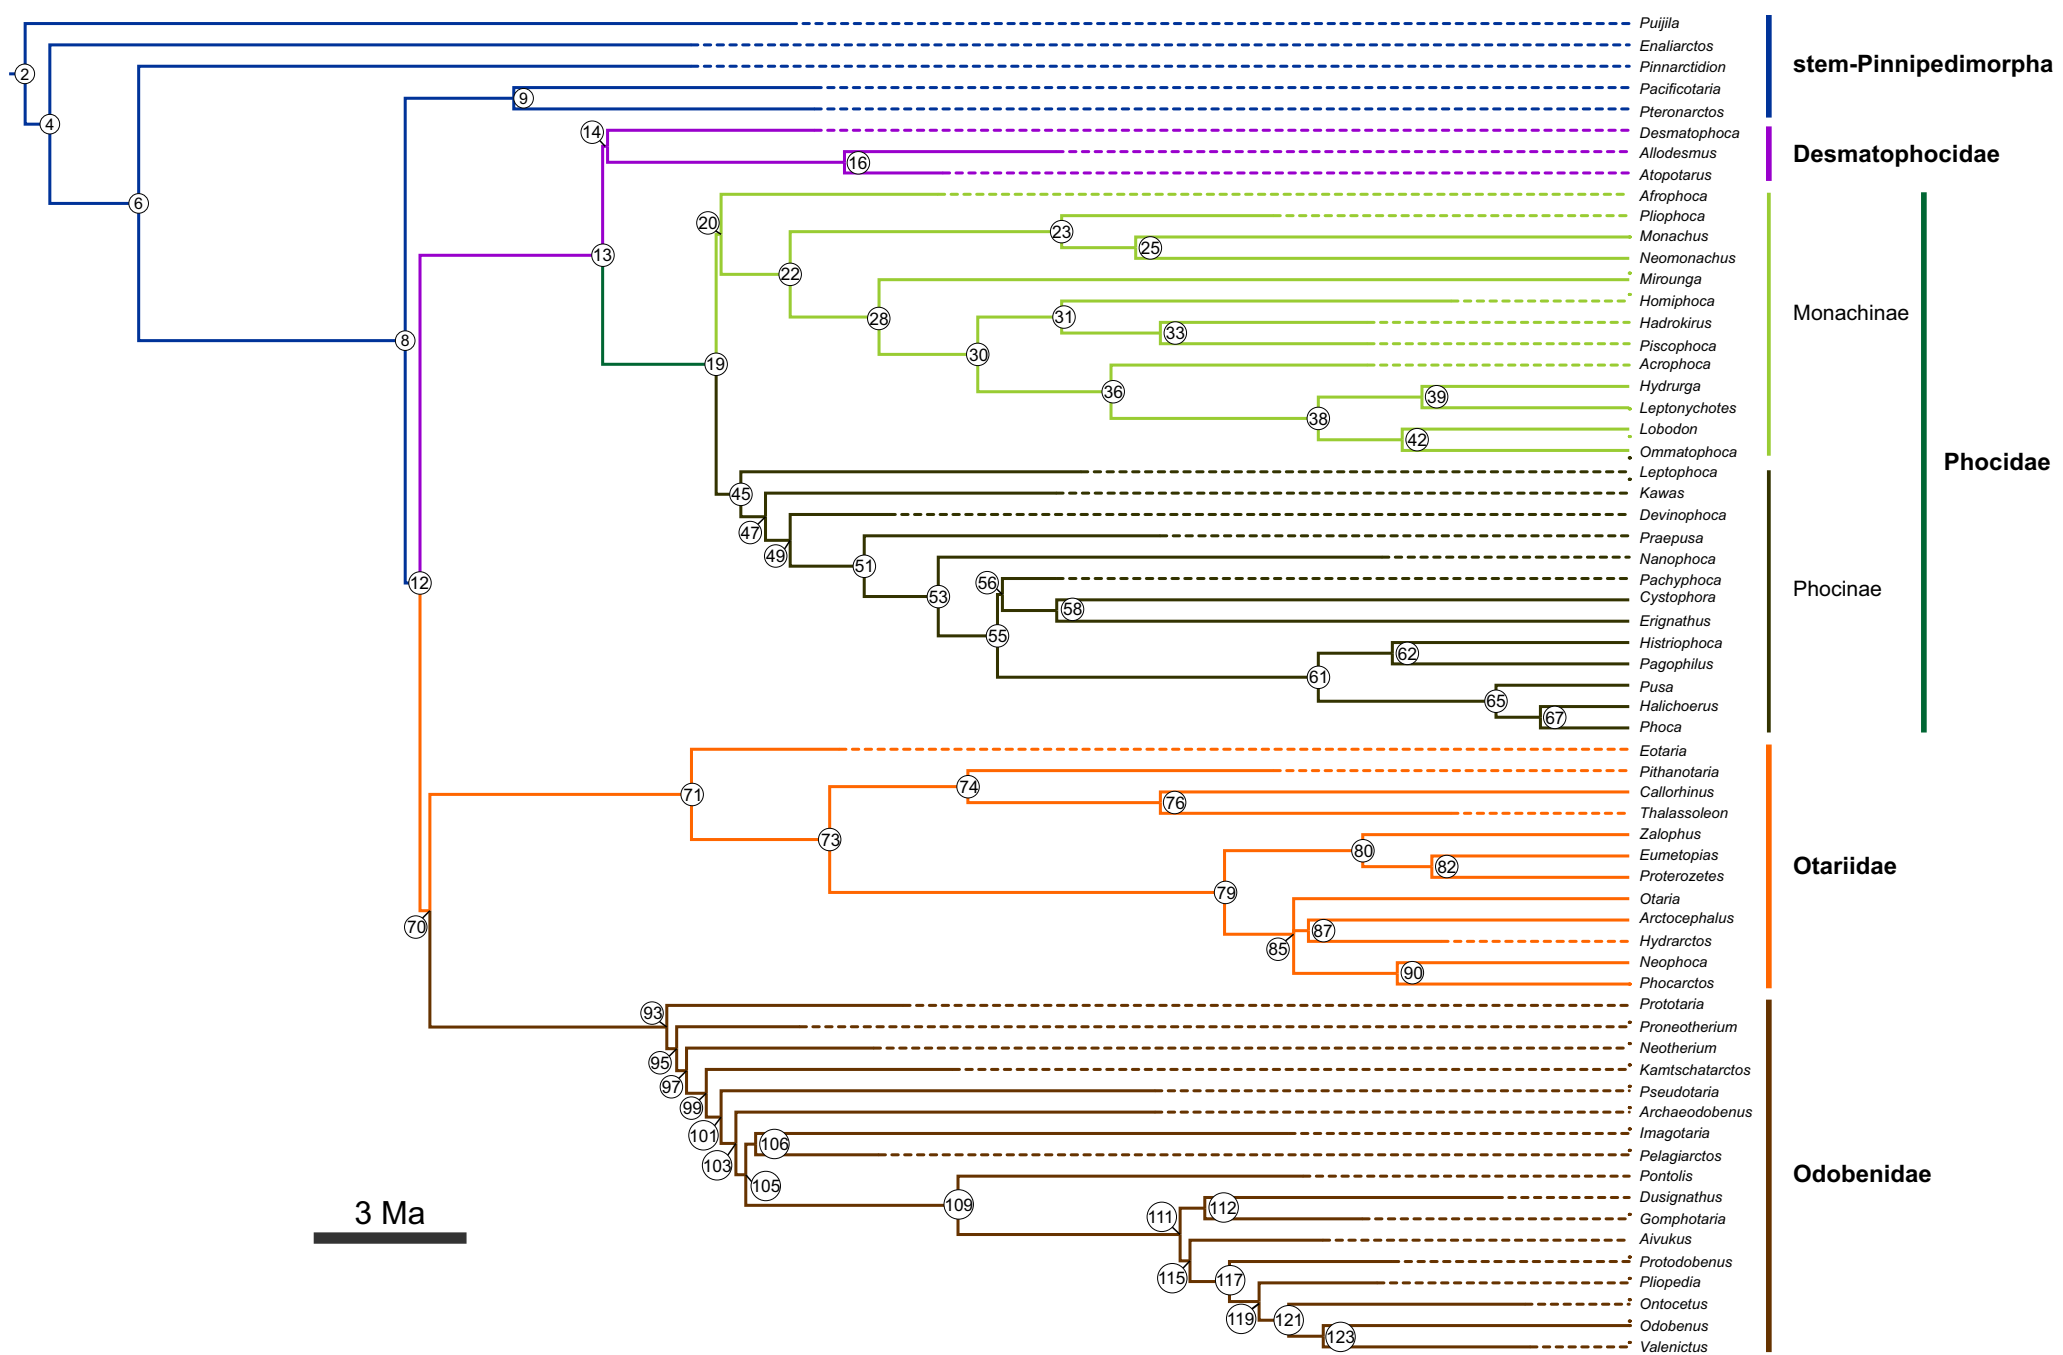 Puijila
Enaliarctos
Pinnarctidion
stem-Pinnipedimorpha
2
Pacificotaria
9
Pteronarctos
4
Desmatophoca
14
Allodesmus
Desmatophocidae
16
Atopotarus
Afrophoca
6
Pliophoca
20
23
Monachus
25
Neomonachus
13
22
Mirounga
Homiphoca
Monachinae
28
31
Hadrokirus
33
Piscophoca
8
30
Acrophoca
19
Hydrurga
36
39
Leptonychotes
38
Lobodon
42
Ommatophoca
Phocidae
Leptophoca
45
Kawas
Devinophoca
47
Praepusa
49
Nanophoca
51
Pachyphoca
12
56
Phocinae
Cystophora
53
58
Erignathus
55
Histriophoca
62
Pagophilus
61
Pusa
65
Halichoerus
67
Phoca
Eotaria
Pithanotaria
74
Callorhinus
71
76
Thalassoleon
Zalophus
73
80
Eumetopias
82
Otariidae
Proterozetes
79
Otaria
Arctocephalus
70
87
Hydrarctos
85
Neophoca
90
Phocarctos
Prototaria
93
Proneotherium
Neotherium
95
Kamtschatarctos
97
Pseudotaria
99
Archaeodobenus
101
Imagotaria
106
Pelagiarctos
103
Pontolis
Odobenidae
105
Dusignathus
109
112
3 Ma
111
Gomphotaria
Aivukus
Protodobenus
115
117
Pliopedia
Ontocetus
119
121
Odobenus
123
Valenictus